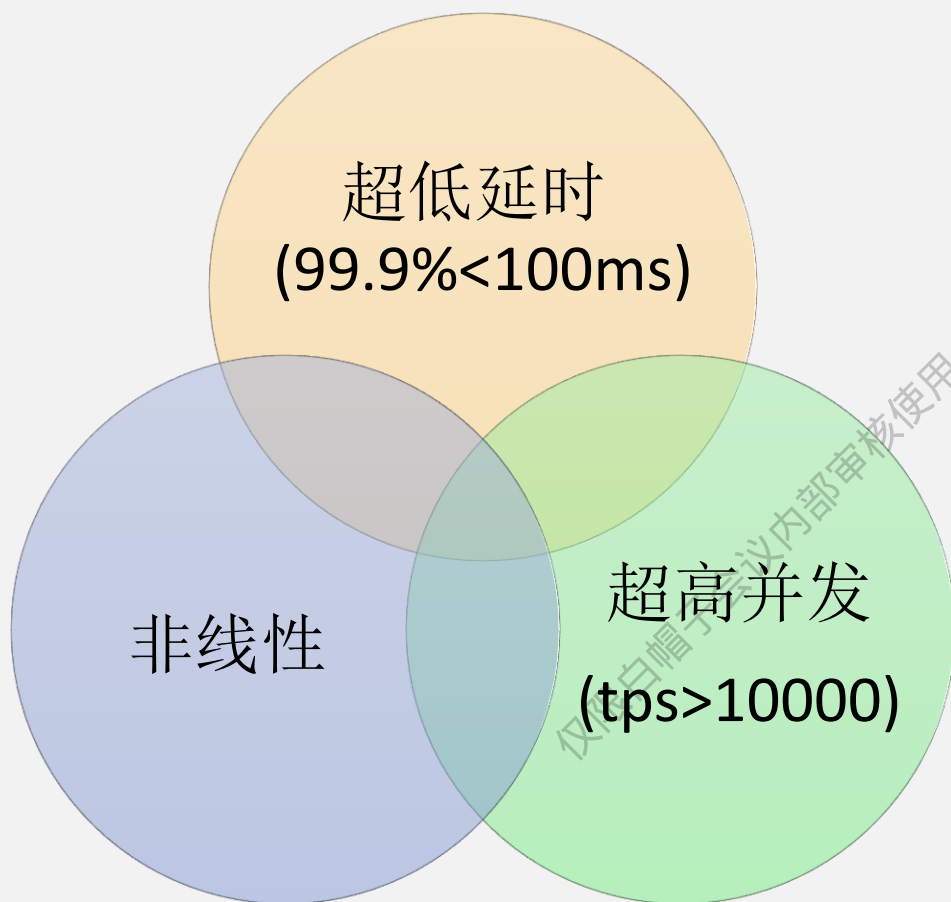 超低延时
(99.9%<100ms)
非线性
超高并发
(tps>10000)
仅限白帽子会议内部审核使用